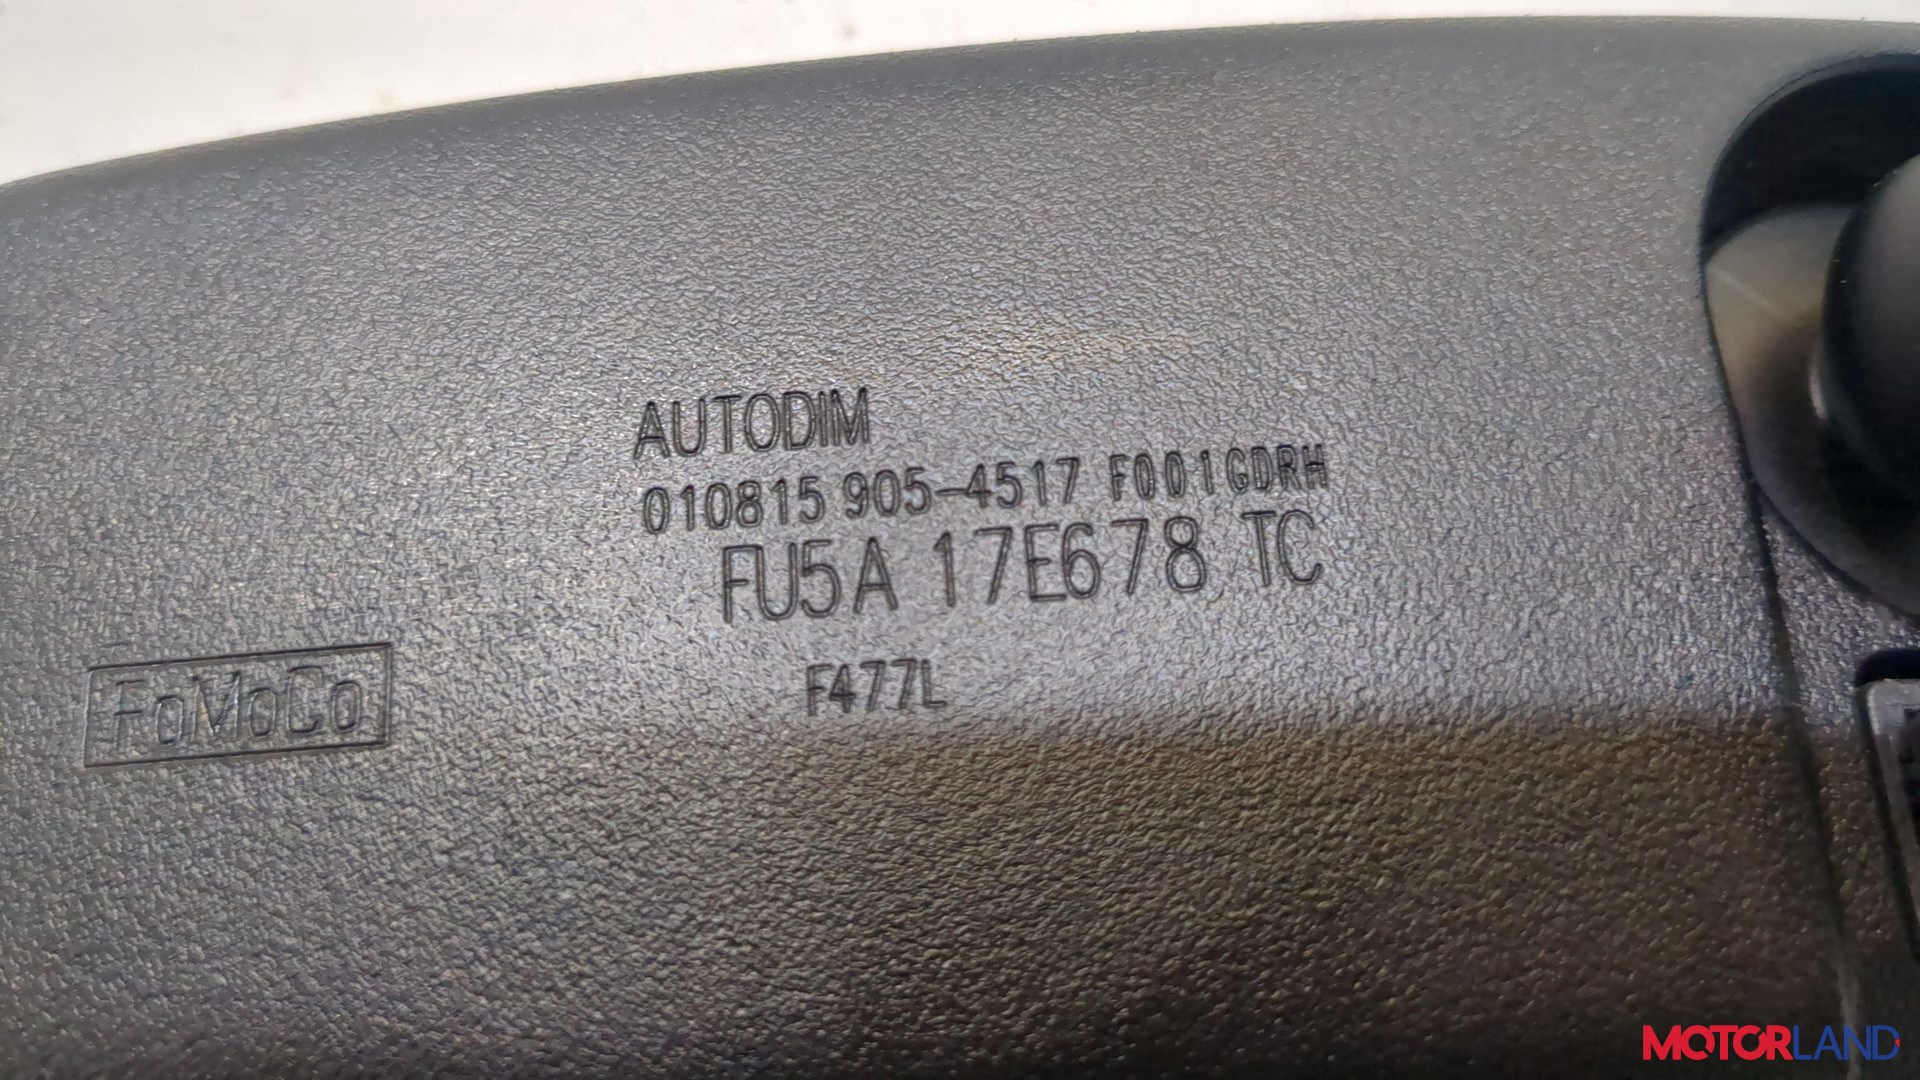 AUTODIM
010815 905-4517 F001GDRH
FU5A 17E678 TC
F477L
FoMoCo
MOTORLAND